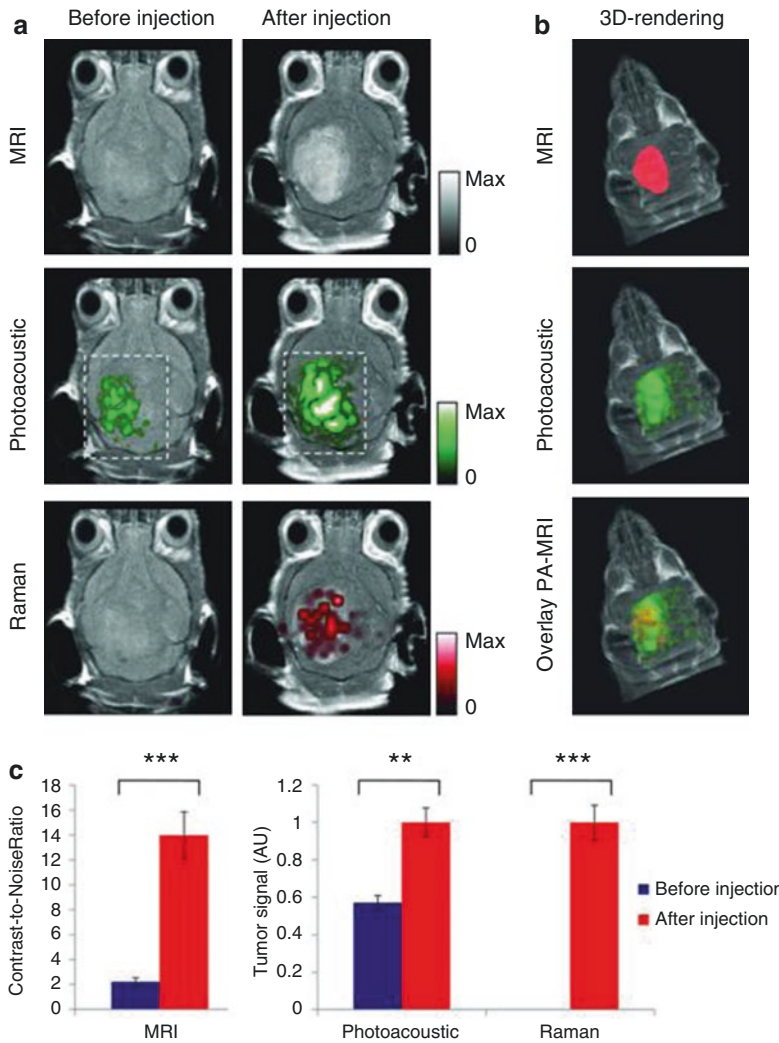 a
Before injection
After injection
MRI
Max
0
Photoacoustic
Max
0
Raman
Max
0
b
3D-rendering
MRI
Photoacoustic
Overlay PA-MRI
c
Contrast-to-NoiseRatio
18
16
14
12
10
8
6
4
2
0
***
MRI
Tumor signal (AU)
1.2
1
0.8
0.6
0.4
0.2
0
**
***
Photoacoustic
Raman
Before injection
After injection